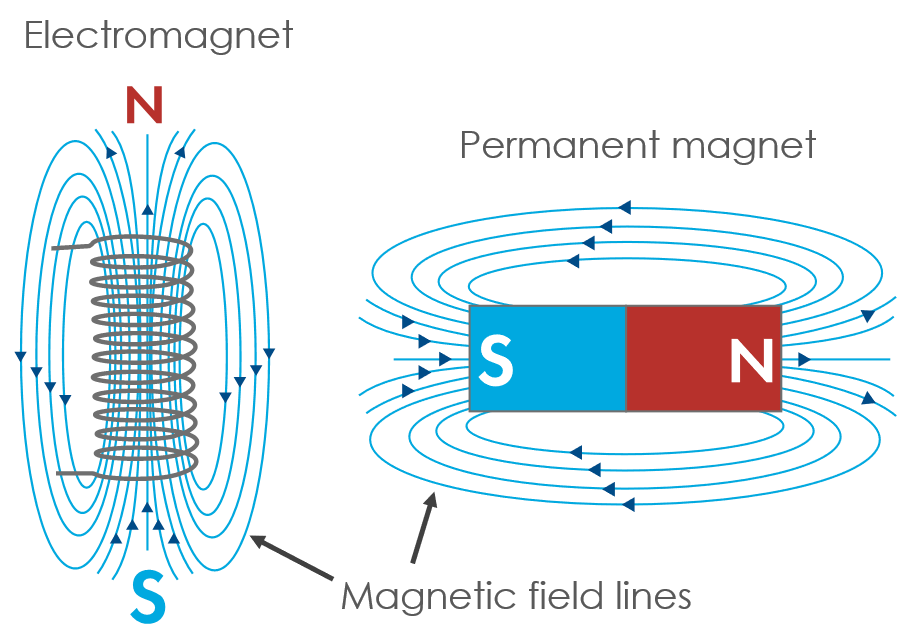 Electromagnet
N
Permanent magnet
S
N
S
Magnetic field lines